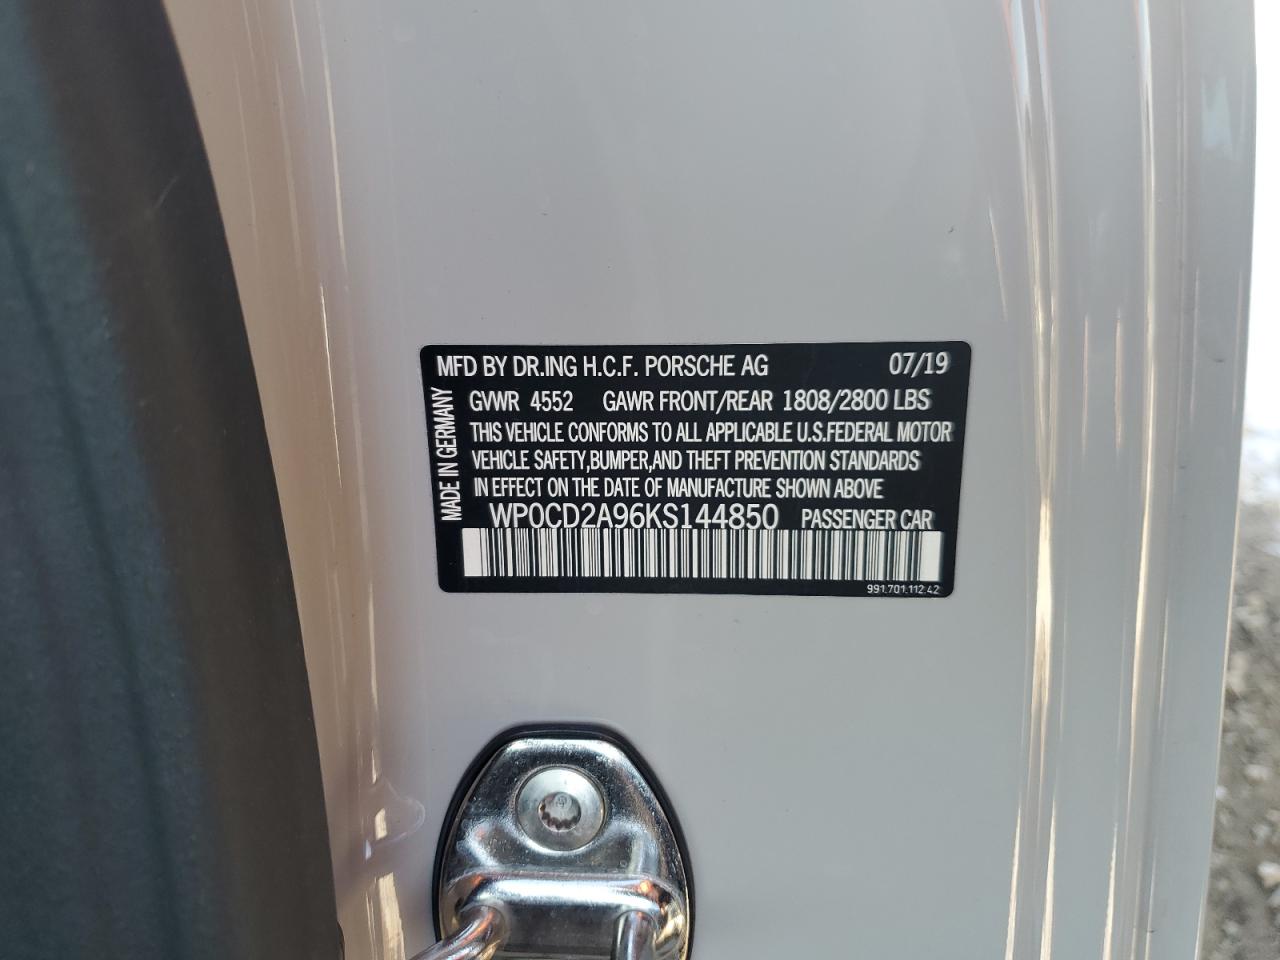 MFD BY DR.ING H.C.F. PORSCHE AG 07/19
GVWR 4552 GAWR FRONT/REAR 1808/2800 LBS
THIS VEHICLE CONFORMS TO ALL APPLICABLE U.S.FEDERAL MOTOR
VEHICLE SAFETY,BUMPER,AND THEFT PREVENTION STANDARDS
IN EFFECT ON THE DATE OF MANUFACTURE SHOWN ABOVE
MADE IN GERMANY
WP0CD2A96KS144850 PASSENGER CAR
991.701.112.42